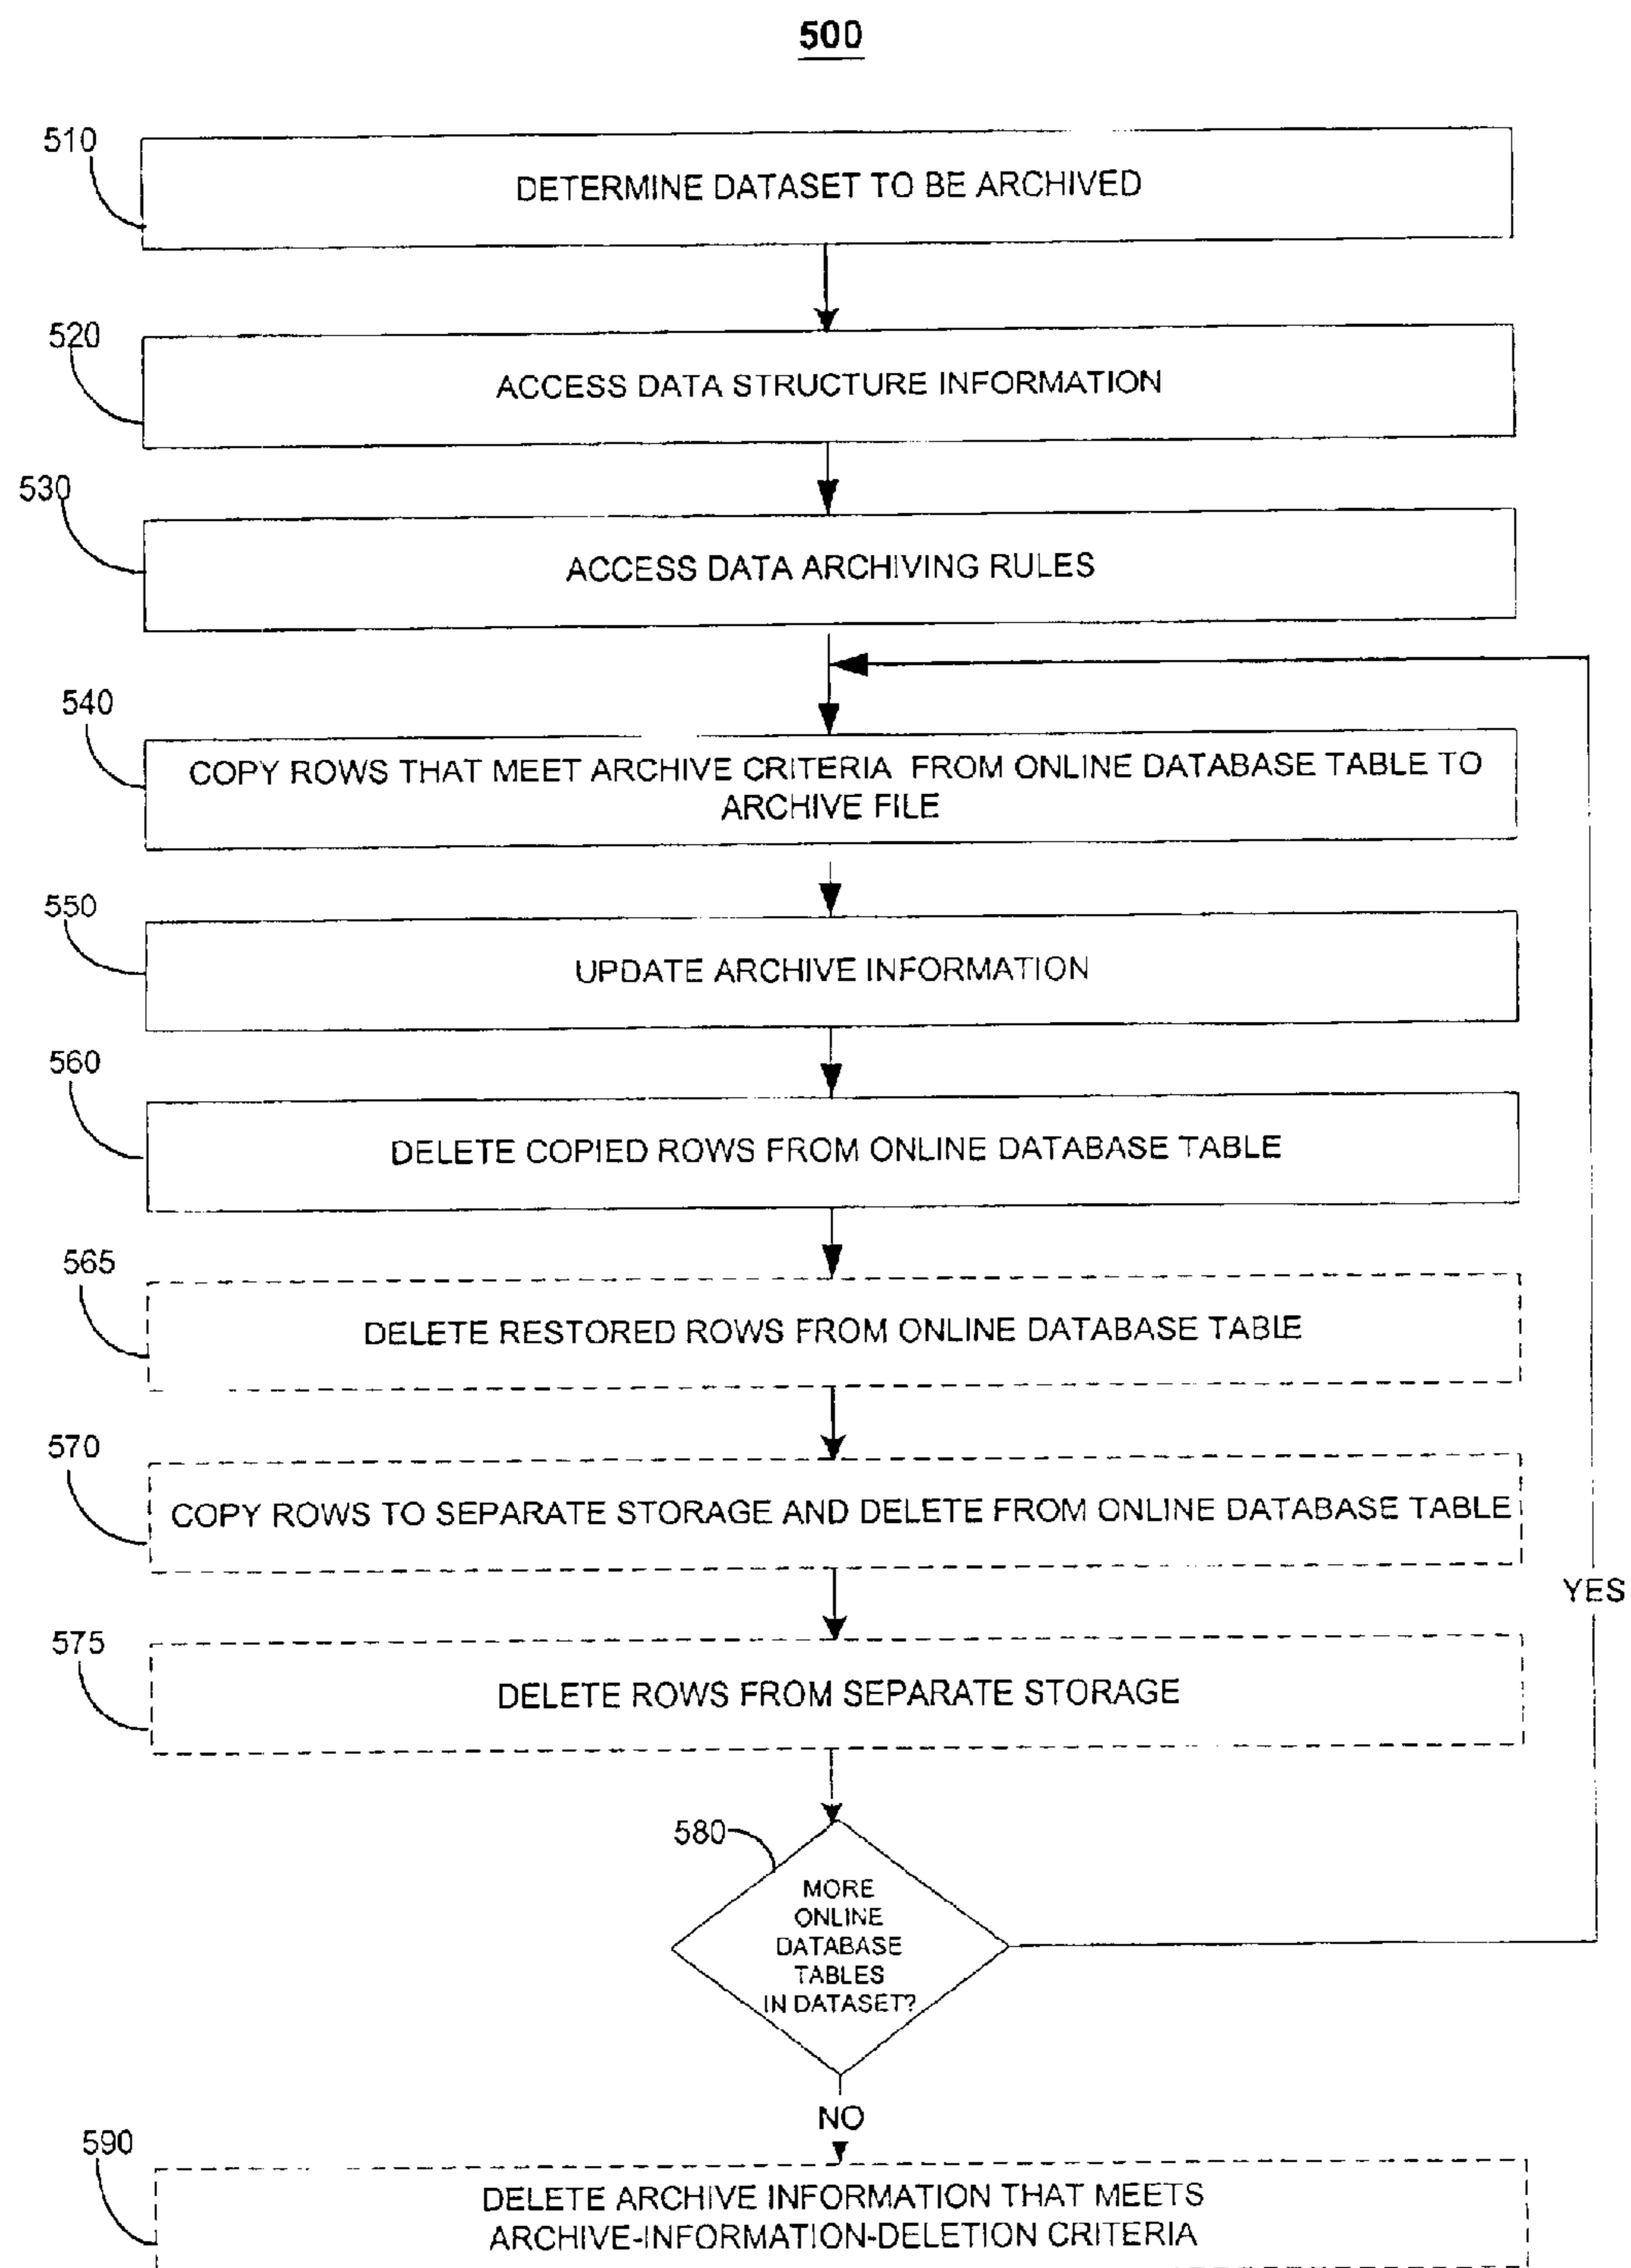 500
510
DETERMINE DATASET TO BE ARCHIVED
520
ACCESS DATA STRUCTURE INFORMATION
530
ACCESS DATA ARCHIVING RULES
540
COPY ROWS THAT MEET ARCHIVE CRITERIA FROM ONLINE DATABASE TABLE TO
ARCHIVE FILE
550
UPDATE ARCHIVE INFORMATION
560
DELETE COPIED ROWS FROM ONLINE DATABASE TABLE
565
DELETE RESTORED ROWS FROM ONLINE DATABASE TABLE
570
COPY ROWS TO SEPARATE STORAGE AND DELETE FROM ONLINE DATABASE TABLE
YES
575
DELETE ROWS FROM SEPARATE STORAGE
580
MORE
ONLINE
DATABASE
TABLES
IN DATASET?
NO
590
DELETE ARCHIVE INFORMATION THAT MEETS
ARCHIVE-INFORMATION-DELETION CRITERIA